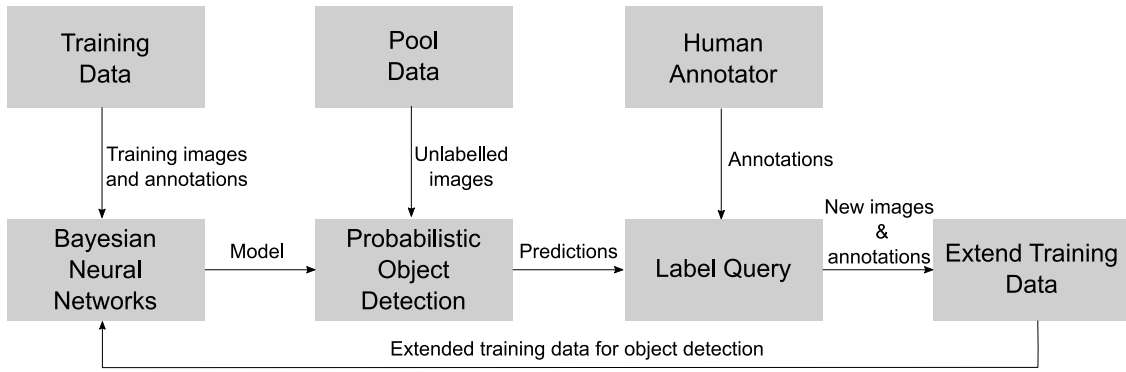 Training
Data
Pool
Data
Human
Annotator
Training images
and annotations
Unlabelled
images
Annotations
Bayesian
Neural
Networks
Model
Probabilistic
Object
Detection
Predictions
Label Query
New images
&
annotations
Extend Training
Data
Extended training data for object detection